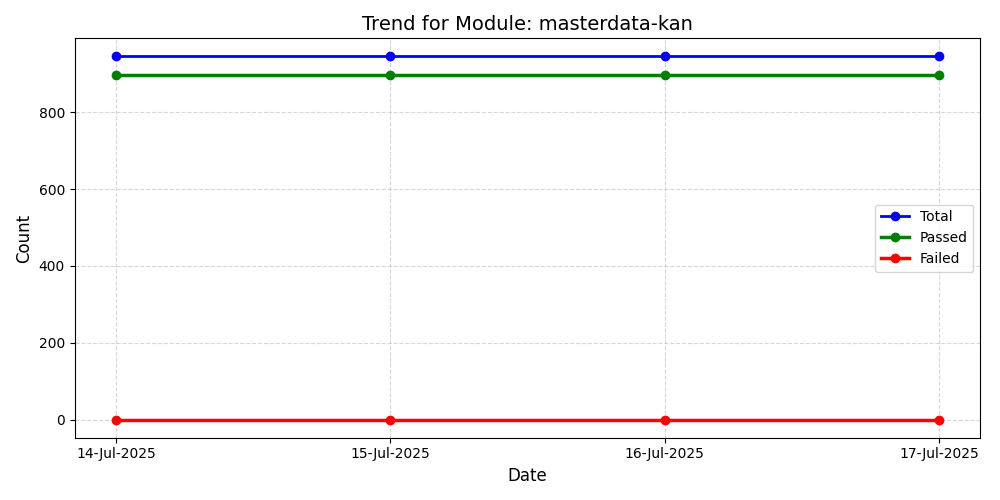 Trend for Module: masterdata-kan
Count
800
600
400
200
0
Total
Passed
Failed
14-Jul-2025
15-Jul-2025
16-Jul-2025
17-Jul-2025
Date